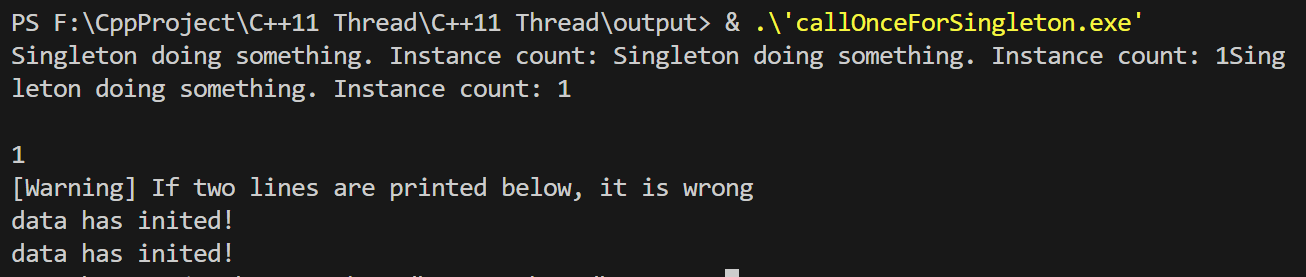 PS F:\CppProject\C++11 Thread\C++11 Thread\output> & .\'callOnceForSingleton.exe'
Singleton doing something. Instance count: Singleton doing something. Instance count: 1Sing
leton doing something. Instance count: 1
1
[Warning] If two lines are printed below, it is wrong
data has inited!
data has inited!